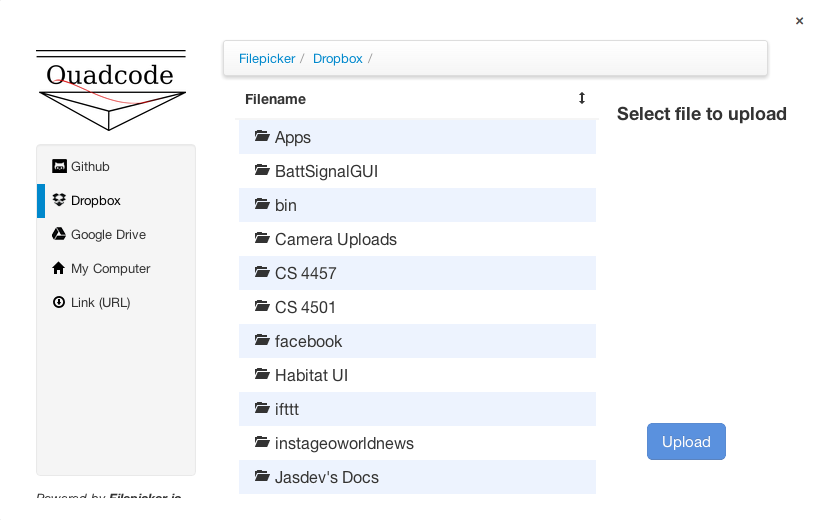 ×
Quadcode
Filepicker / Dropbox /
Filename
Select file to upload
Github
Dropbox
Google Drive
My Computer
Link (URL)
Apps
BattSignalGUI
bin
Camera Uploads
CS 4457
CS 4501
facebook
Habitat UI
ifttt
instageoworldnews
Jasdev's Docs
Upload
Powered by Filepicker.io